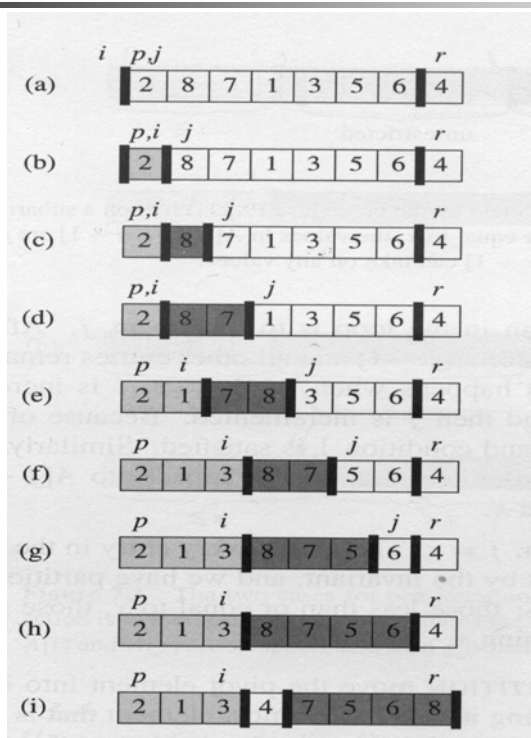 i p,j r
(a) 2 8 7 1 3 5 6 4
p,i j r
(b) 2 8 7 1 3 5 6 4
p,i j r
(c) 2 8 7 1 3 5 6 4
p,i j r
(d) 2 8 7 1 3 5 6 4
p i j r
(e) 2 1 7 8 3 5 6 4
p i j r
(f) 2 1 3 8 7 5 6 4
p i j r
(g) 2 1 3 8 7 5 6 4
p i r
(h) 2 1 3 8 7 5 6 4
p i r
(i) 2 1 3 4 7 5 6 8